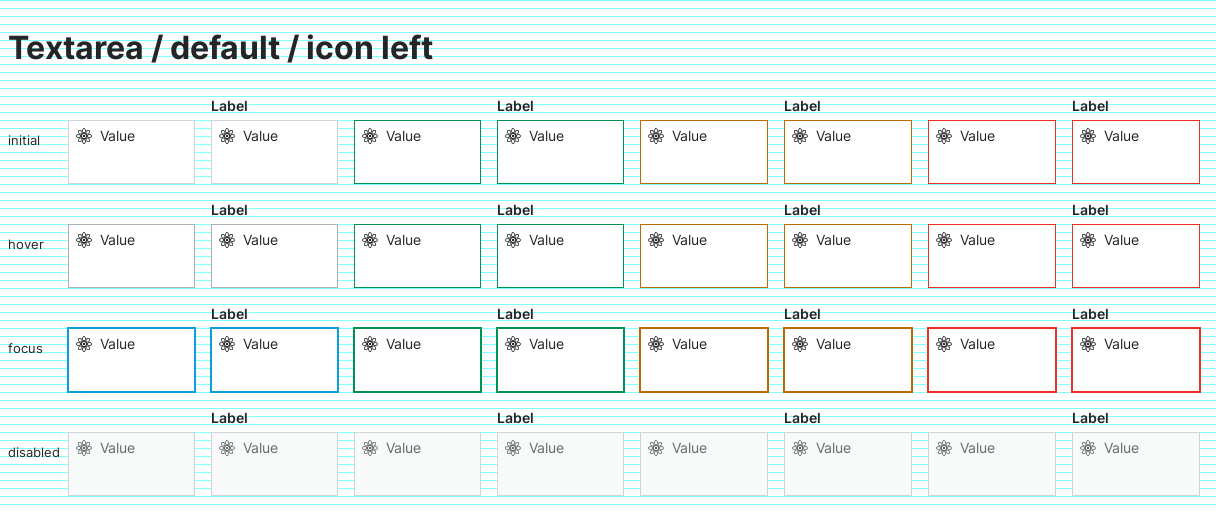 Textarea / default / icon left
Label Label Label Label
initial Value Value Value Value Value Value Value Value
Label Label Label Label
hover Value Value Value Value Value Value Value Value
Label Label Label Label
focus Value Value Value Value Value Value Value Value
Label Label Label Label
disabled Value Value Value Value Value Value Value Value